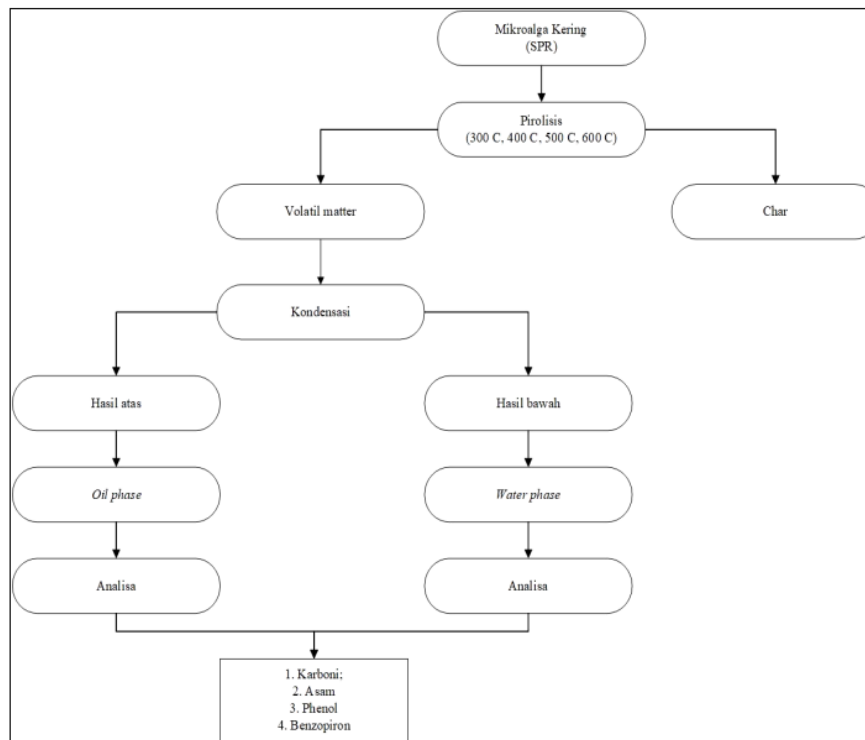 Mikroalga Kering
(SPR)
Pirolisis
(300 C, 400 C, 500 C, 600 C)
Volatil matter
Char
Kondensasi
Hasil atas
Hasil bawah
Oil phase
Water phase
Analisa
Analisa
1. Karboni;
2. Asam
3. Phenol
4. Benzopiron